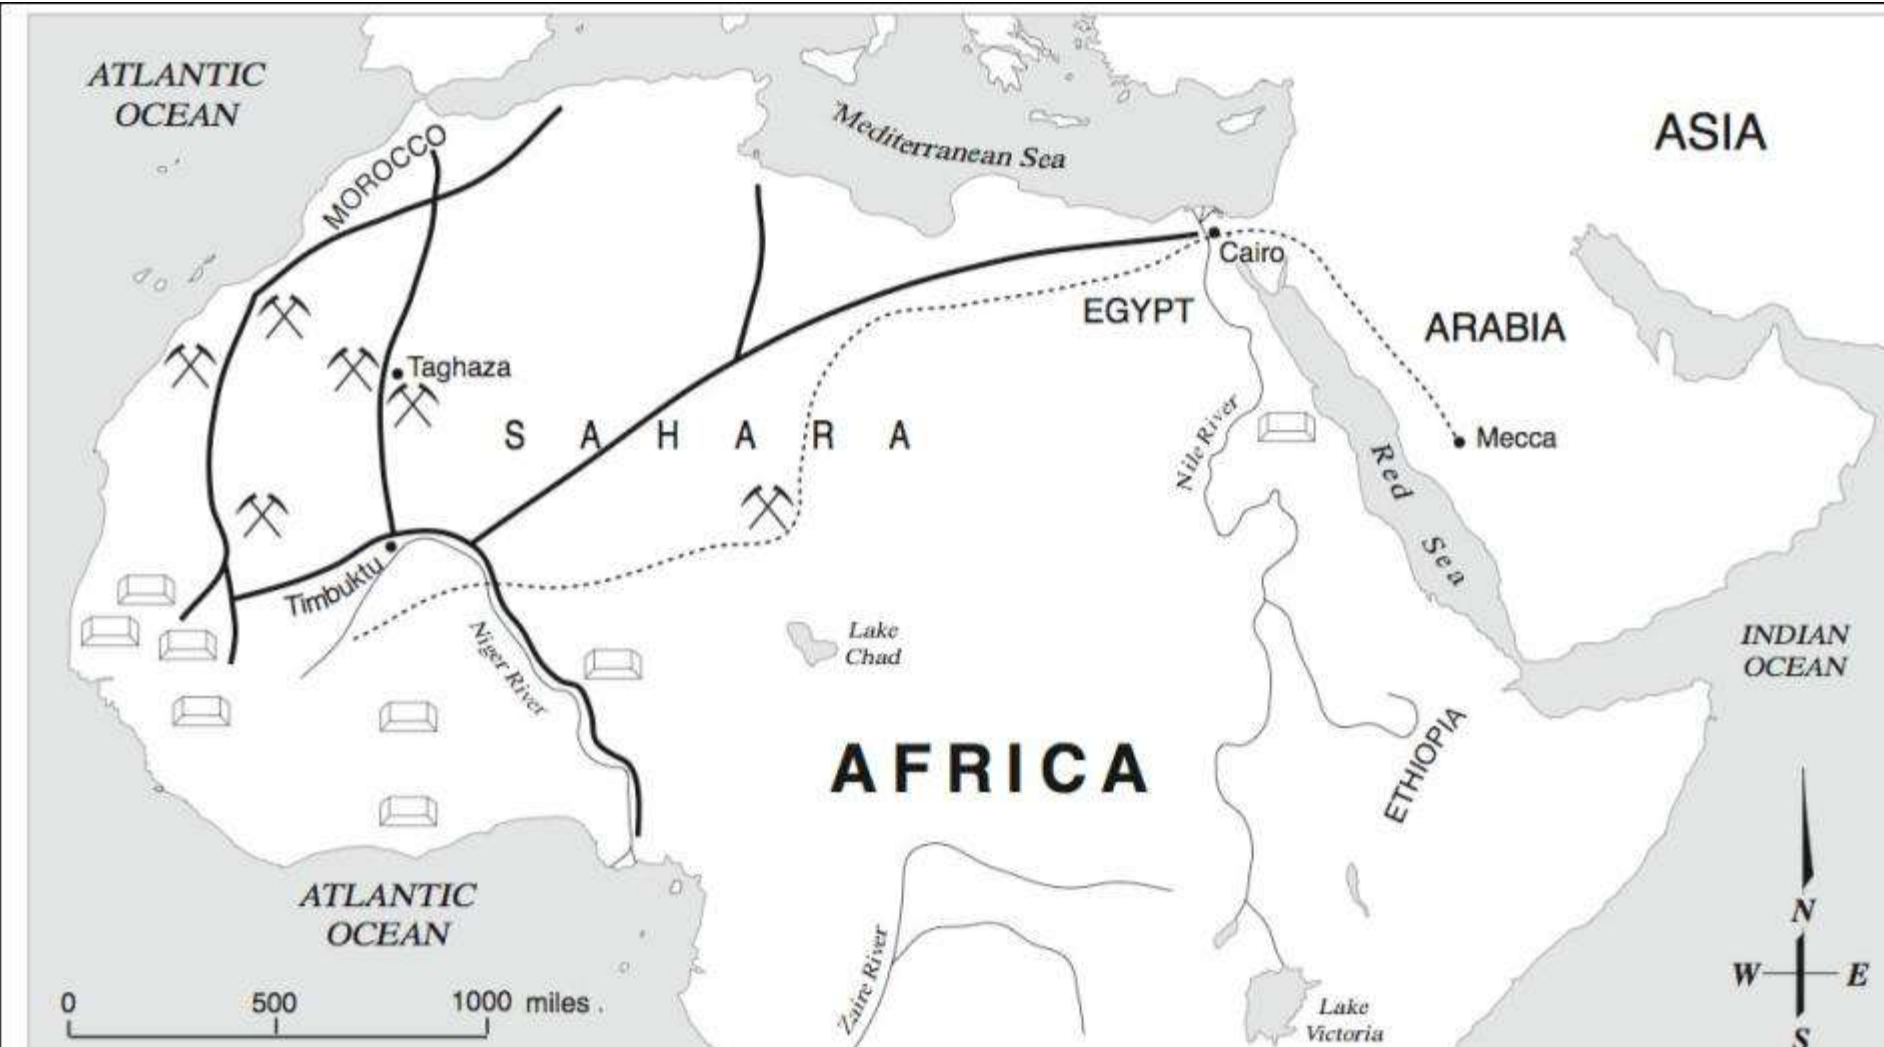 ATLANTIC
OCEAN
MOROCCO
Mediterranean Sea
ASIA
Cairo
EGYPT
ARABIA
Taghaza
SAHARA
Nile River
Red Sea
Mecca
Timbuktu
Niger River
Lake
Chad
INDIAN
OCEAN
AFRICA
ETHIOPIA
ATLANTIC
OCEAN
Zaire River
Lake
Victoria
0 500 1000 miles .
N
W E
S